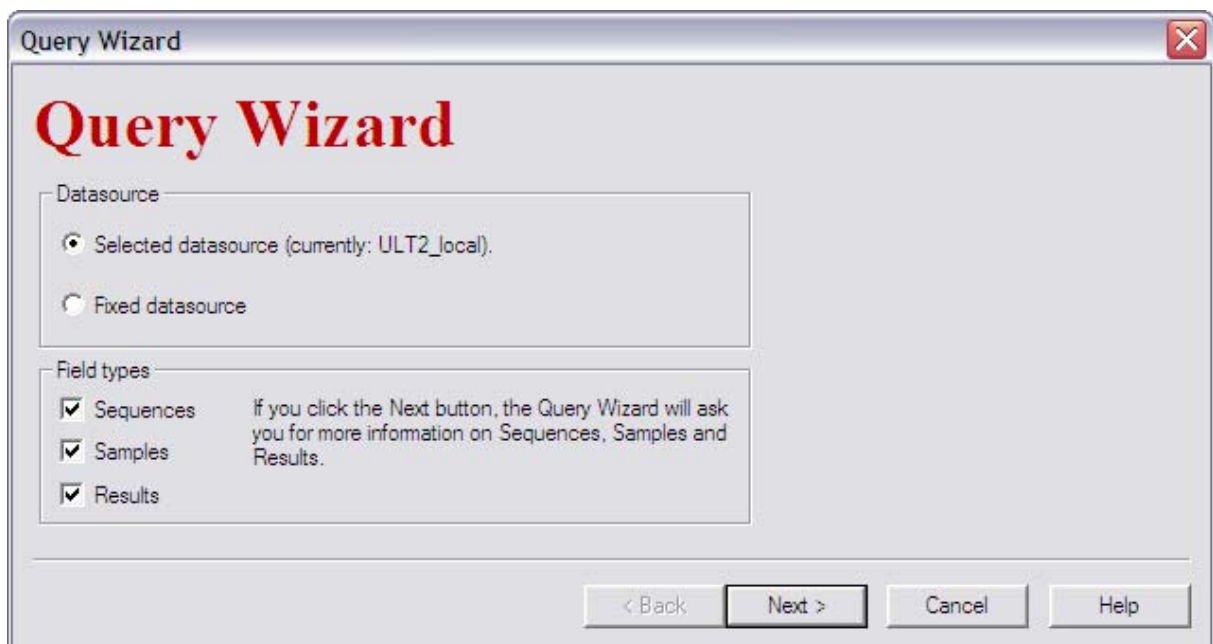 Query Wizard
Query Wizard
Datasource
Selected datasource (currently: ULT2_local).
Fixed datasource
Field types
Sequences
Samples
Results
If you click the Next button, the Query Wizard will ask
you for more information on Sequences, Samples and
Results.
< Back
Next >
Cancel
Help